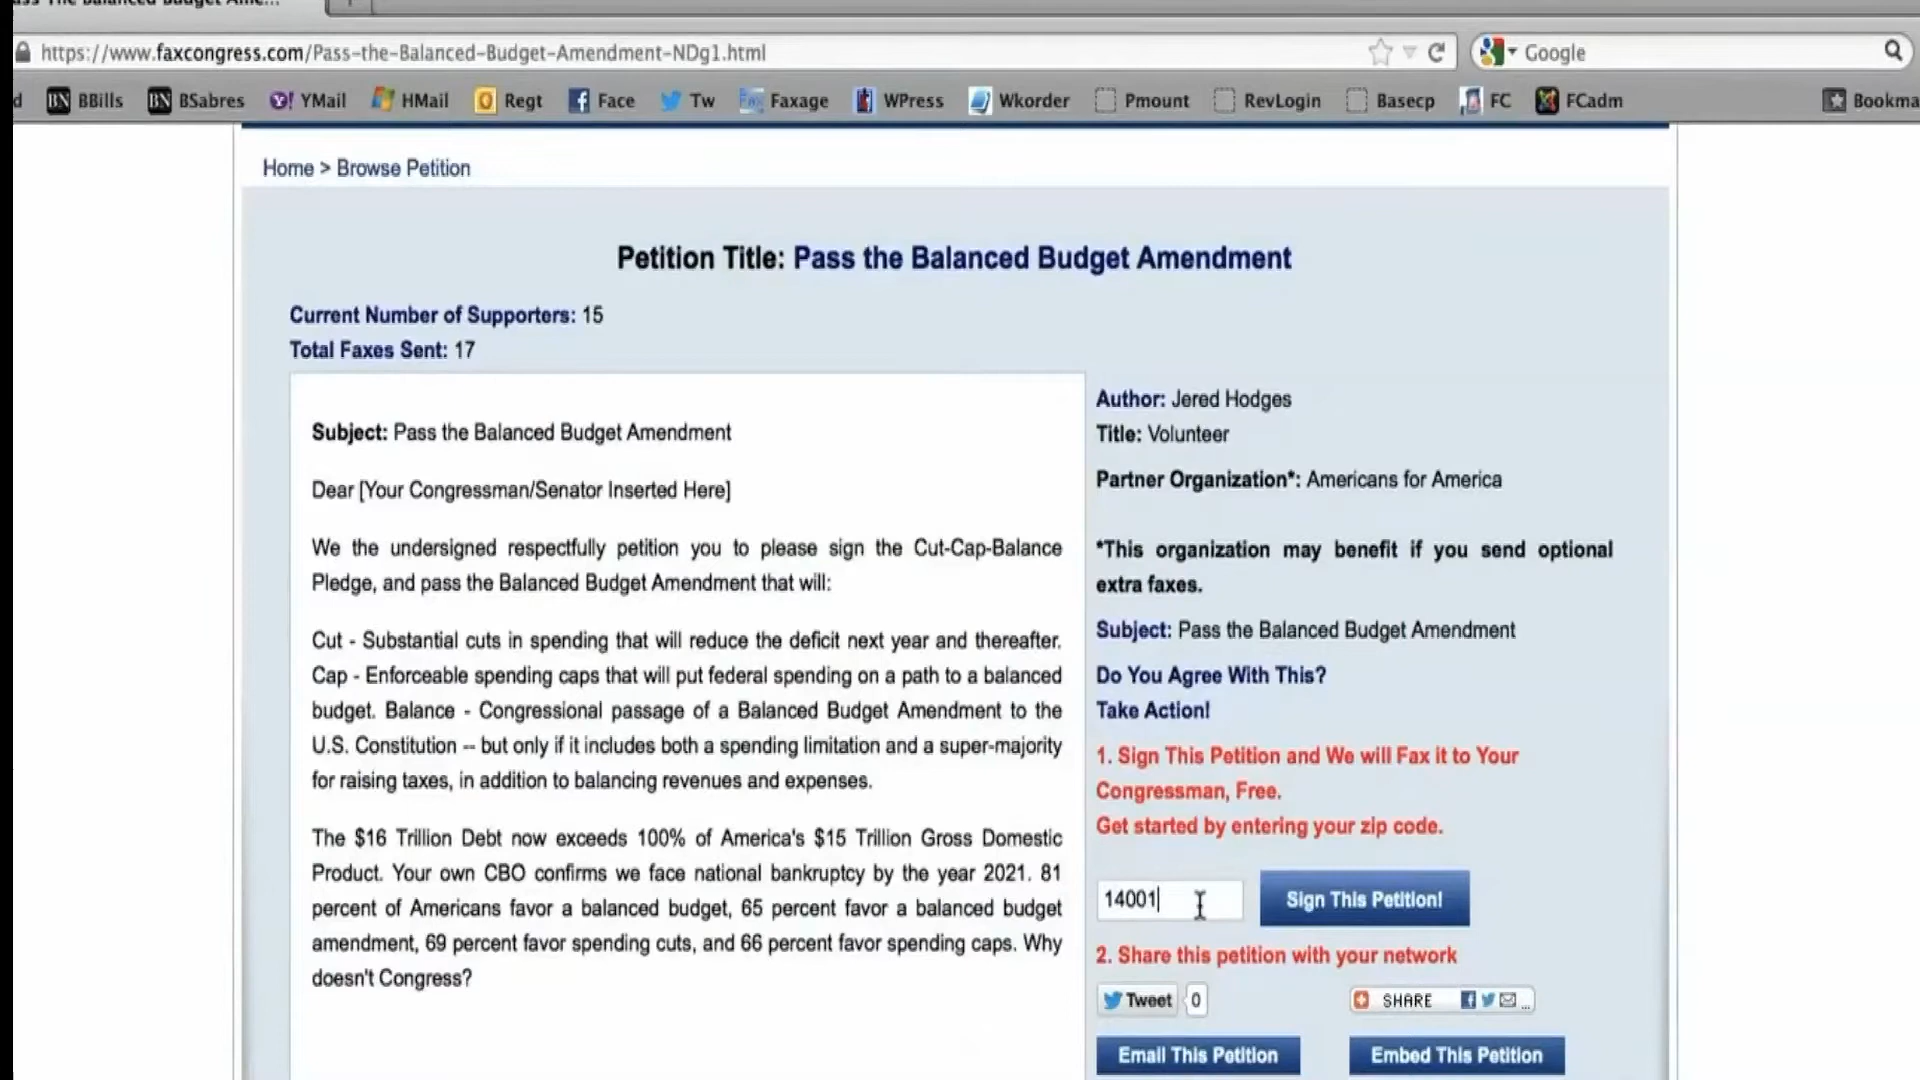 https://www.faxcongress.com/Pass-the-Balanced-Budget-Amendment-NDg1.html
Google
BN BBills BN BSabres Y! YMail HMail Regt Face Tw Faxage WPress Wkorder Pmount RevLogin Basecp FC FCadm Bookma
Home > Browse Petition
Petition Title: Pass the Balanced Budget Amendment
Current Number of Supporters: 15
Total Faxes Sent: 17
Subject: Pass the Balanced Budget Amendment
Dear [Your Congressman/Senator Inserted Here]
We the undersigned respectfully petition you to please sign the Cut-Cap-Balance
Pledge, and pass the Balanced Budget Amendment that will:
Cut - Substantial cuts in spending that will reduce the deficit next year and thereafter.
Cap - Enforceable spending caps that will put federal spending on a path to a balanced
budget. Balance - Congressional passage of a Balanced Budget Amendment to the
U.S. Constitution -- but only if it includes both a spending limitation and a super-majority
for raising taxes, in addition to balancing revenues and expenses.
The $16 Trillion Debt now exceeds 100% of America's $15 Trillion Gross Domestic
Product. Your own CBO confirms we face national bankruptcy by the year 2021. 81
percent of Americans favor a balanced budget, 65 percent favor a balanced budget
amendment, 69 percent favor spending cuts, and 66 percent favor spending caps. Why
doesn't Congress?
Author: Jered Hodges
Title: Volunteer
Partner Organization*: Americans for America
*This organization may benefit if you send optional
extra faxes.
Subject: Pass the Balanced Budget Amendment
Do You Agree With This?
Take Action!
1. Sign This Petition and We will Fax it to Your
Congressman, Free.
Get started by entering your zip code.
14001
Sign This Petition!
2. Share this petition with your network
Tweet 0
SHARE ...
Email This Petition
Embed This Petition